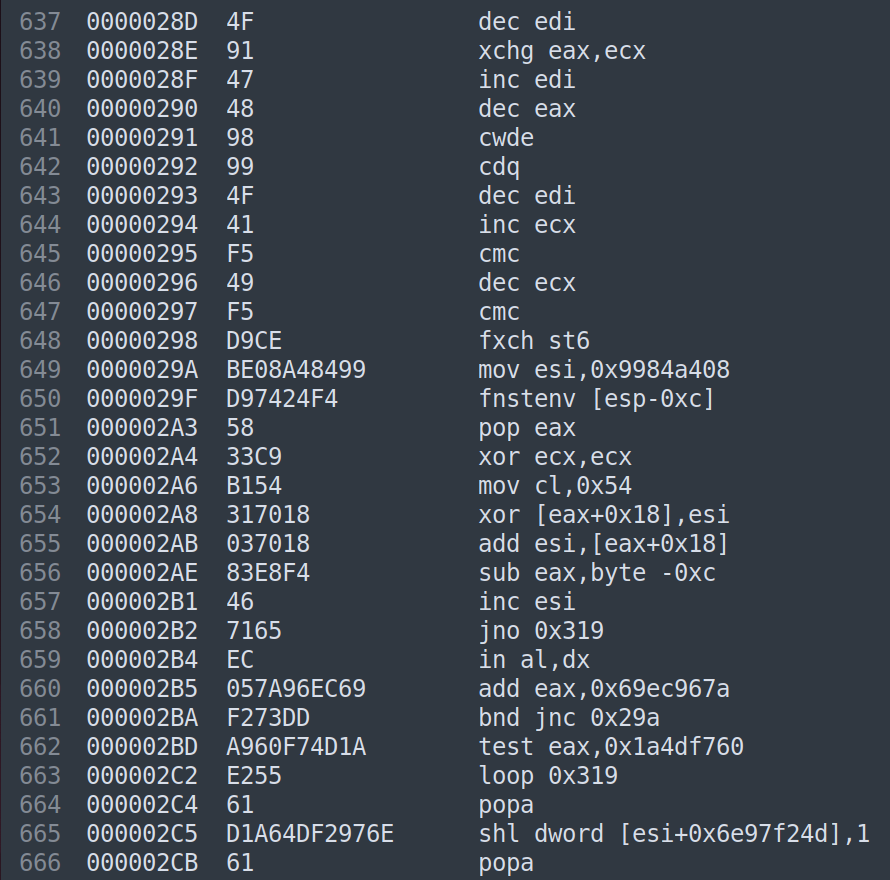 637 0000028D 4F dec edi
638 0000028E 91 xchg eax,ecx
639 0000028F 47 inc edi
640 00000290 48 dec eax
641 00000291 98 cwde
642 00000292 99 cdq
643 00000293 4F dec edi
644 00000294 41 inc ecx
645 00000295 F5 cmc
646 00000296 49 dec ecx
647 00000297 F5 cmc
648 00000298 D9CE fxch st6
649 0000029A BE08A48499 mov esi,0x9984a408
650 0000029F D97424F4 fnstenv [esp-0xc]
651 000002A3 58 pop eax
652 000002A4 33C9 xor ecx,ecx
653 000002A6 B154 mov cl,0x54
654 000002A8 317018 xor [eax+0x18],esi
655 000002AB 037018 add esi,[eax+0x18]
656 000002AE 83E8F4 sub eax,byte -0xc
657 000002B1 46 inc esi
658 000002B2 7165 jno 0x319
659 000002B4 EC in al,dx
660 000002B5 057A96EC69 add eax,0x69ec967a
661 000002BA F273DD bnd jnc 0x29a
662 000002BD A960F74D1A test eax,0x1a4df760
663 000002C2 E255 loop 0x319
664 000002C4 61 popa
665 000002C5 D1A64DF2976E shl dword [esi+0x6e97f24d],1
666 000002CB 61 popa